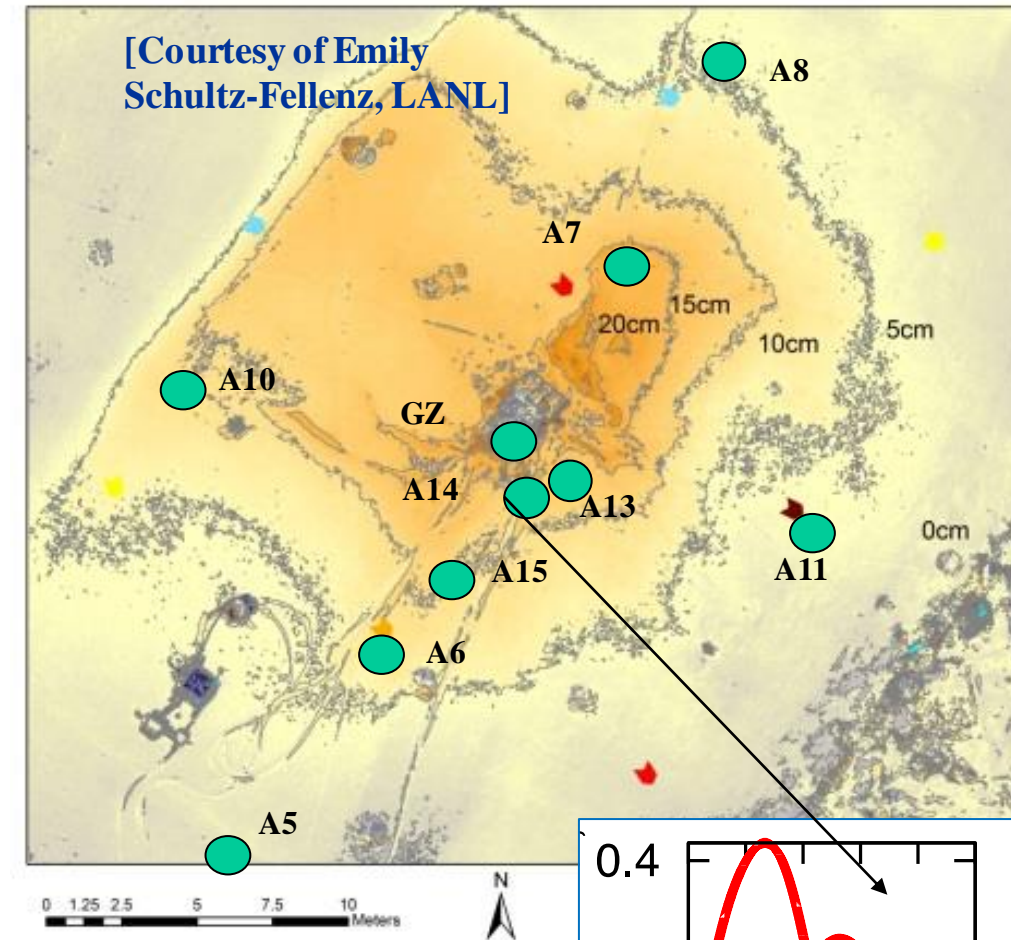 [Courtesy of Emily
Schultz-Fellenz, LANL]
A8
A7
15cm
20cm
10cm
5cm
A10
GZ
A14
A13
0cm
A15
A11
A6
A5
0 1.25 2.5 5 7.5 10
Meters
N
0.4